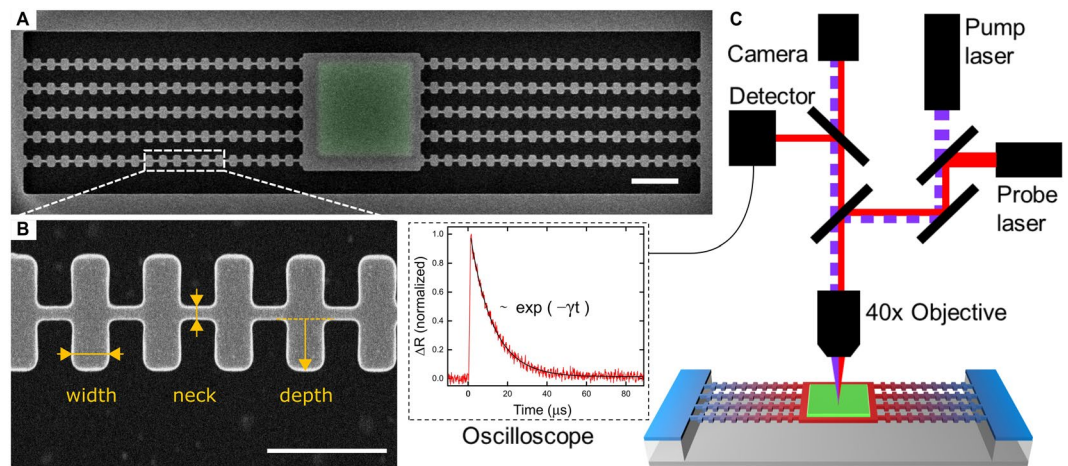 A
B
width
neck
depth
C
Camera
Detector
Pump
laser
Probe
laser
40x Objective
ΔR (normalized)
1.0
0.8
0.6
0.4
0.2
0.0
~ exp (−γt)
0
20
40
60
80
Time (μs)
Oscilloscope